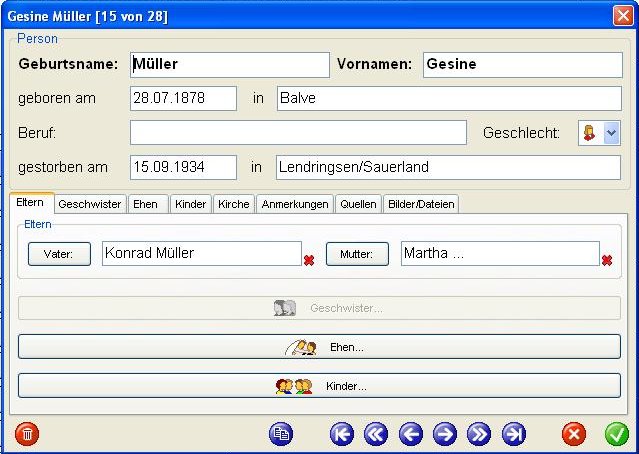 Gesine Müller [15 von 28]
Person
Geburtsname: Müller Vornamen: Gesine
geboren am 28.07.1878 in Balve
Beruf: Geschlecht:
gestorben am 15.09.1934 in Lendringsen/Sauerland
Eltern Geschwister Ehen Kinder Kirche Anmerkungen Quellen Bilder/Dateien
Eltern
Vater: Konrad Müller Mutter: Martha ...
Geschwister...
Ehen...
Kinder...